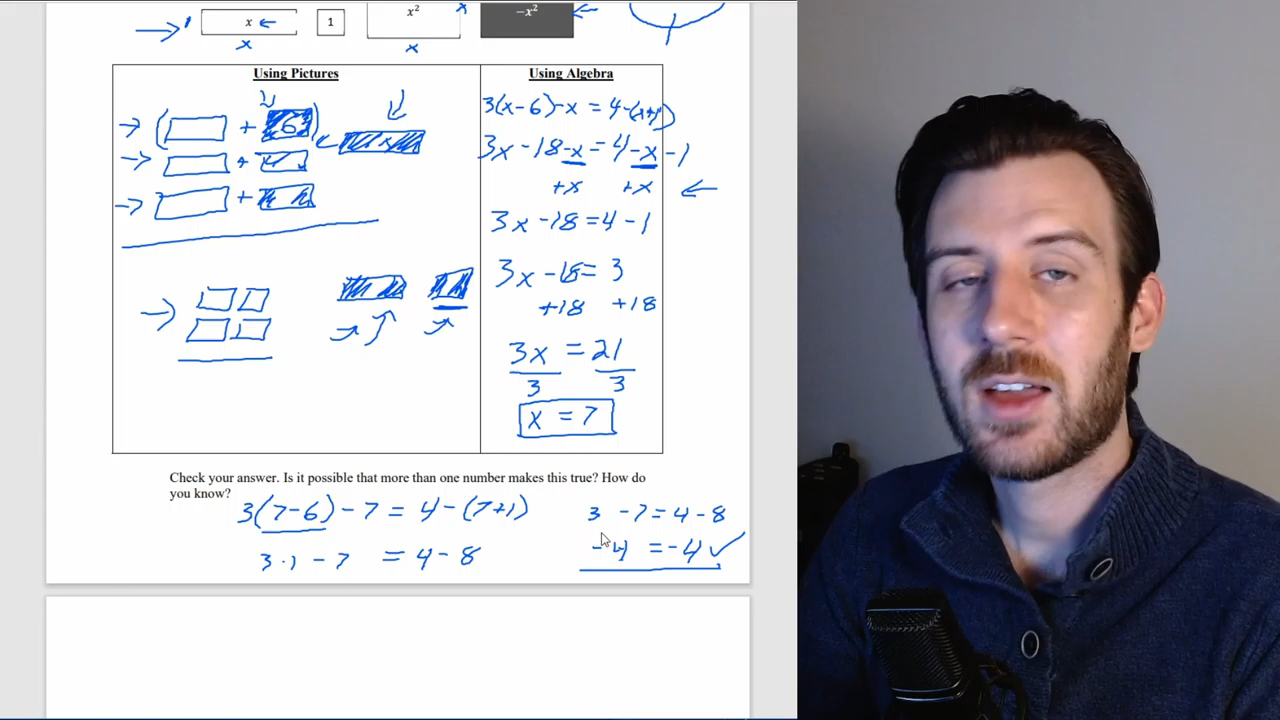 x
1
x²
x
-x²
x
x
Using Pictures
Using Algebra
+ 6
x
+
+
3(x-6)-x = 4-(x+1)
3x-18-x = 4-x-1
+x +x
3x-18=4-1
3x-18= 3
+18 +18
3x = 21
3 3
x = 7
Check your answer. Is it possible that more than one number makes this true? How do
you know?
3(7-6)-7 = 4-(7+1)
3·1 -7 = 4-8
3 -7=4-8
-4 =-4 ✓